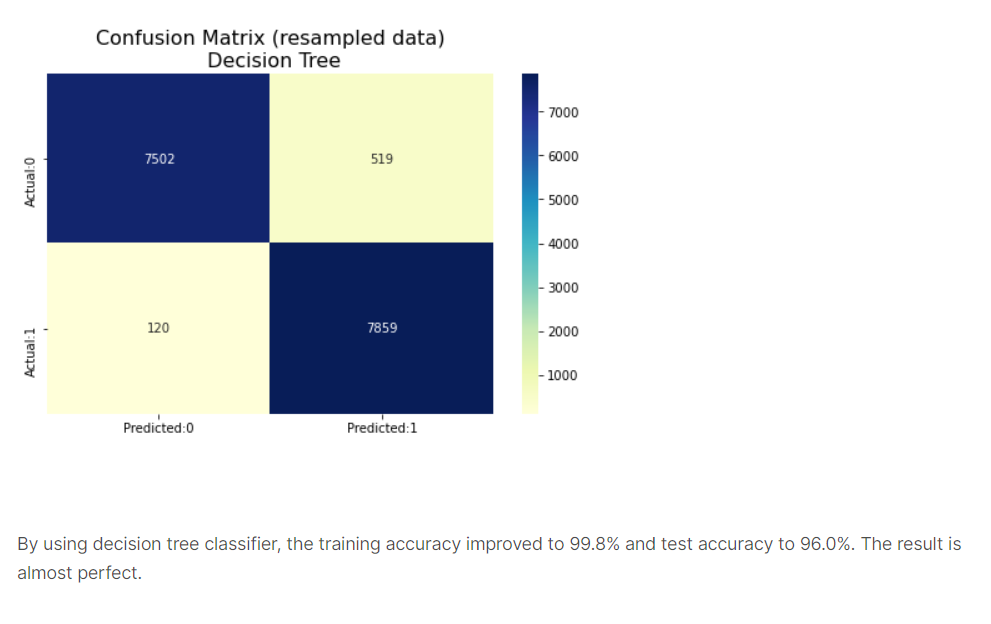 Confusion Matrix (resampled data)
Decision Tree
Actual:0
7502
519
Actual:1
120
7859
Predicted:0
Predicted:1
7000
6000
5000
4000
3000
2000
1000
By using decision tree classifier, the training accuracy improved to 99.8% and test accuracy to 96.0%. The result is
almost perfect.